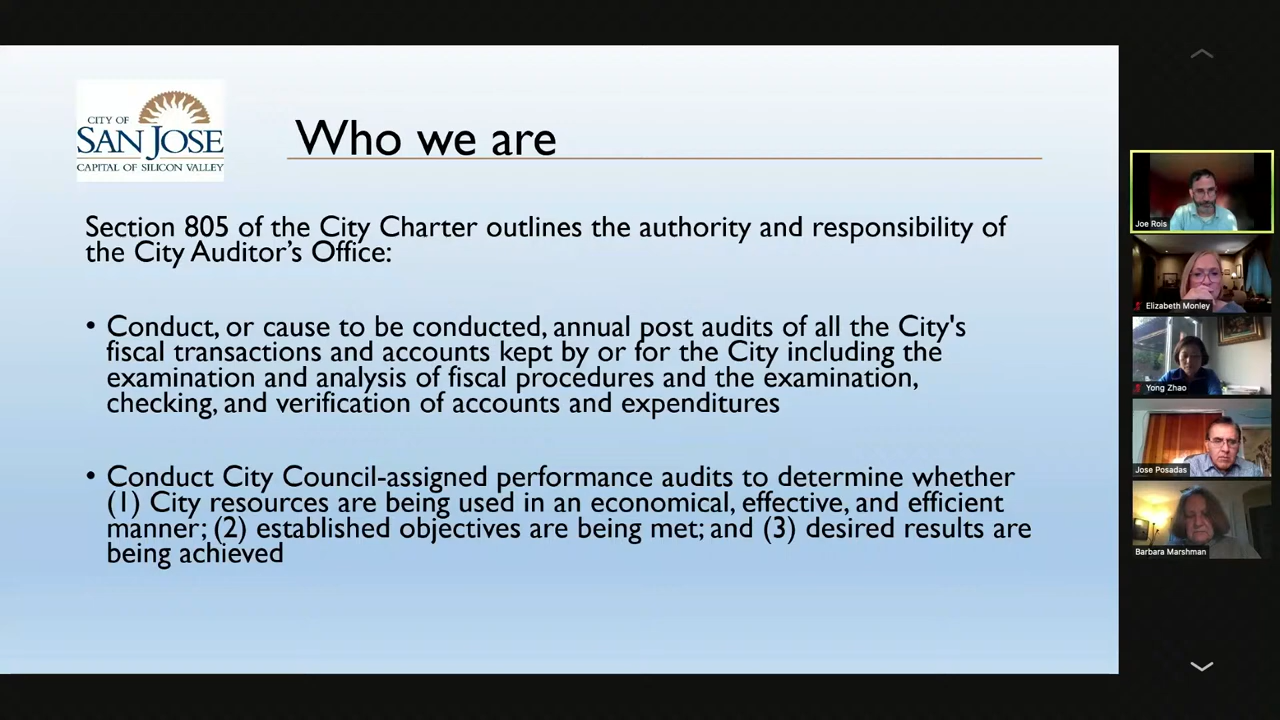 CITY OF
SAN JOSE
CAPITAL OF SILICON VALLEY
Who we are
Section 805 of the City Charter outlines the authority and responsibility of
the City Auditor’s Office:
• Conduct, or cause to be conducted, annual post audits of all the City's
fiscal transactions and accounts kept by or for the City including the
examination and analysis of fiscal procedures and the examination,
checking, and verification of accounts and expenditures
• Conduct City Council-assigned performance audits to determine whether
(1) City resources are being used in an economical, effective, and efficient
manner; (2) established objectives are being met; and (3) desired results are
being achieved
Joe Rois
Elizabeth Monley
Yong Zhao
Jose Posadas
Barbara Marshman